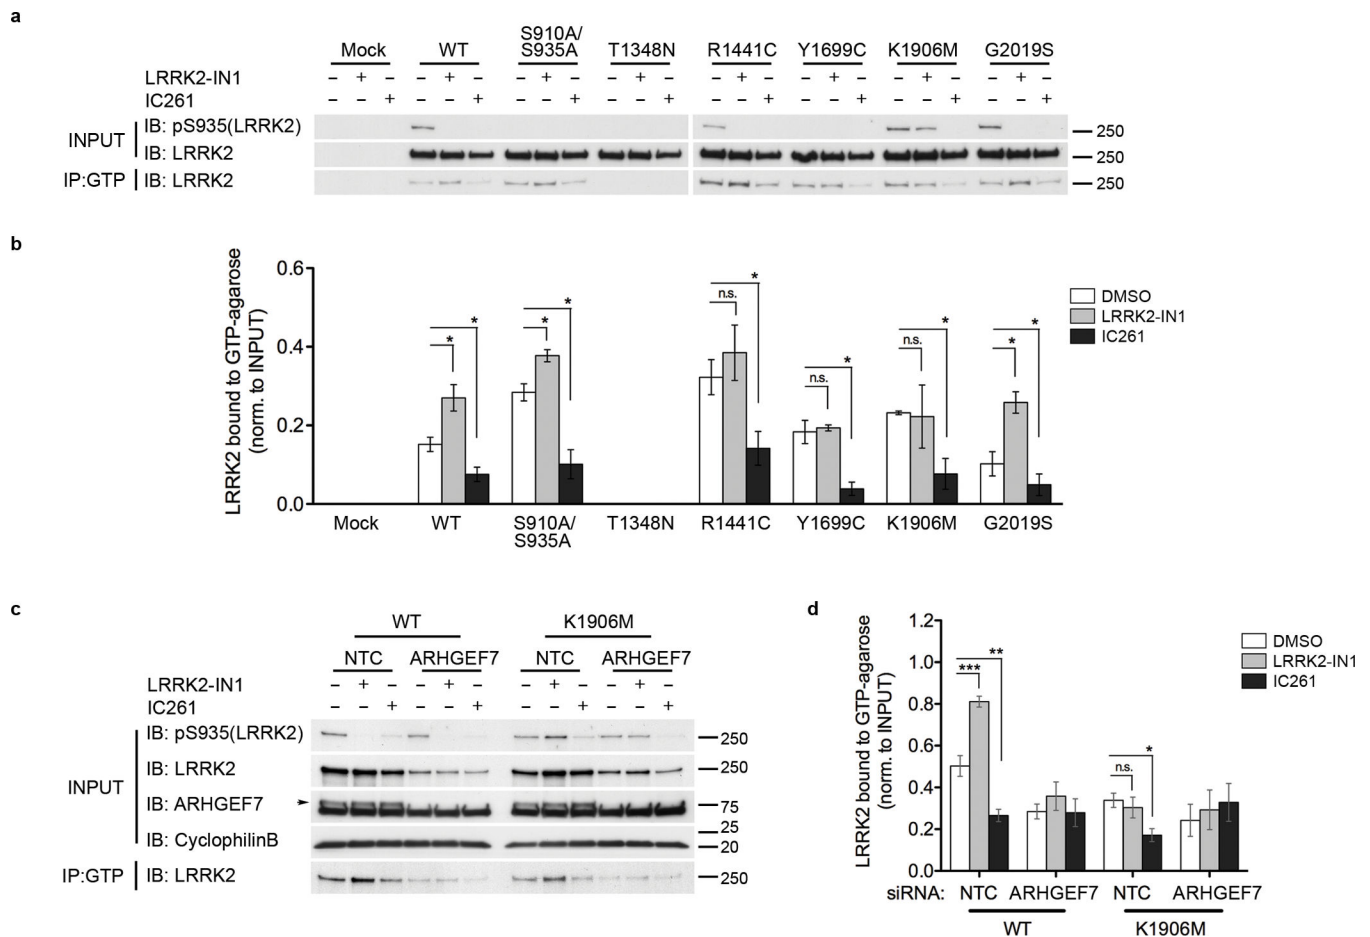 a
Mock WT S910A/ S935A T1348N R1441C Y1699C K1906M G2019S
LRRK2-IN1 – + – – + – – + – – + – – + – – + – – + – – + –
IC261 – – + – – + – – + – – + – – + – – + – – + – – +
INPUT
IB: pS935(LRRK2) 250
IB: LRRK2 250
IP:GTP IB: LRRK2 250
b
LRRK2 bound to GTP-agarose
(norm. to INPUT)
0.6
0.4
0.2
0.0
* * * * n.s. * n.s. * n.s. * * *
DMSO
LRRK2-IN1
IC261
Mock WT S910A/ S935A T1348N R1441C Y1699C K1906M G2019S
c
WT K1906M
NTC ARHGEF7 NTC ARHGEF7
LRRK2-IN1 – + – – + – – + – – + –
IC261 – – + – – + – – + – – +
INPUT
IB: pS935(LRRK2) 250
IB: LRRK2 250
IB: ARHGEF7 75
25
IB: CyclophilinB 20
IP:GTP IB: LRRK2 250
d
LRRK2 bound to GTP-agarose
(norm. to INPUT)
1.2
1.0
0.8
0.6
0.4
0.2
0.0
*** ** n.s. *
DMSO
LRRK2-IN1
IC261
siRNA: NTC ARHGEF7 NTC ARHGEF7
WT K1906M